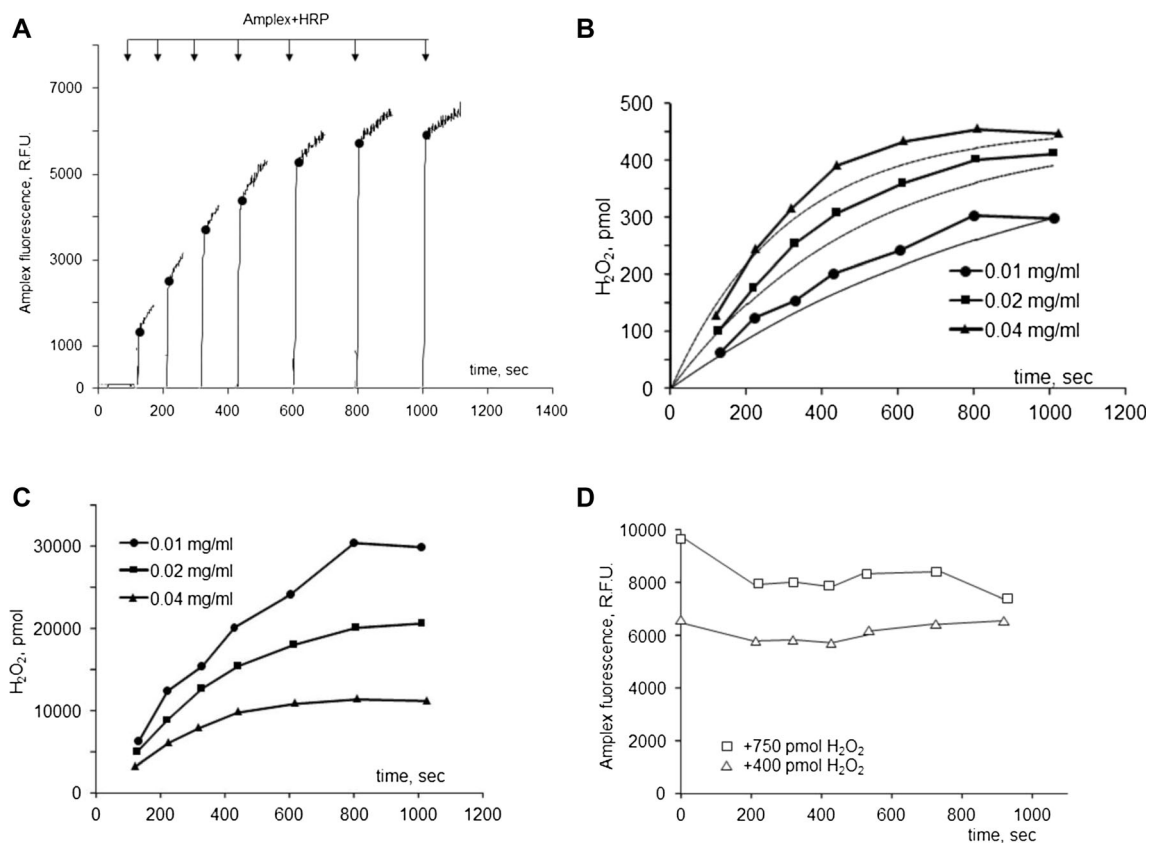 A
Amplex+HRP
Amplex fluorescence, R.F.U.
7000
5000
3000
1000
0
0 200 400 600 800 1000 1200 1400
time, sec
B
H₂O₂, pmol
500
400
300
200
100
0
0.01 mg/ml
0.02 mg/ml
0.04 mg/ml
time, sec
0 200 400 600 800 1000 1200
C
H₂O₂, pmol
30000
20000
10000
0
0.01 mg/ml
0.02 mg/ml
0.04 mg/ml
time, sec
0 200 400 600 800 1000 1200
D
Amplex fluorescence, R.F.U.
10000
8000
6000
4000
2000
0
+750 pmol H₂O₂
+400 pmol H₂O₂
0 200 400 600 800 1000
time, sec